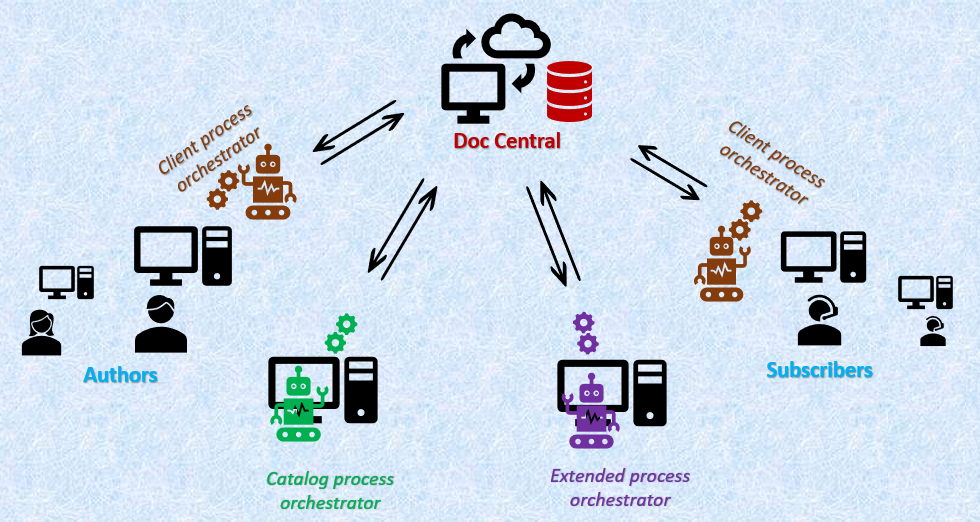 Doc Central
Client process
orchestrator
Client process
orchestrator
Authors
Subscribers
Catalog process
orchestrator
Extended process
orchestrator